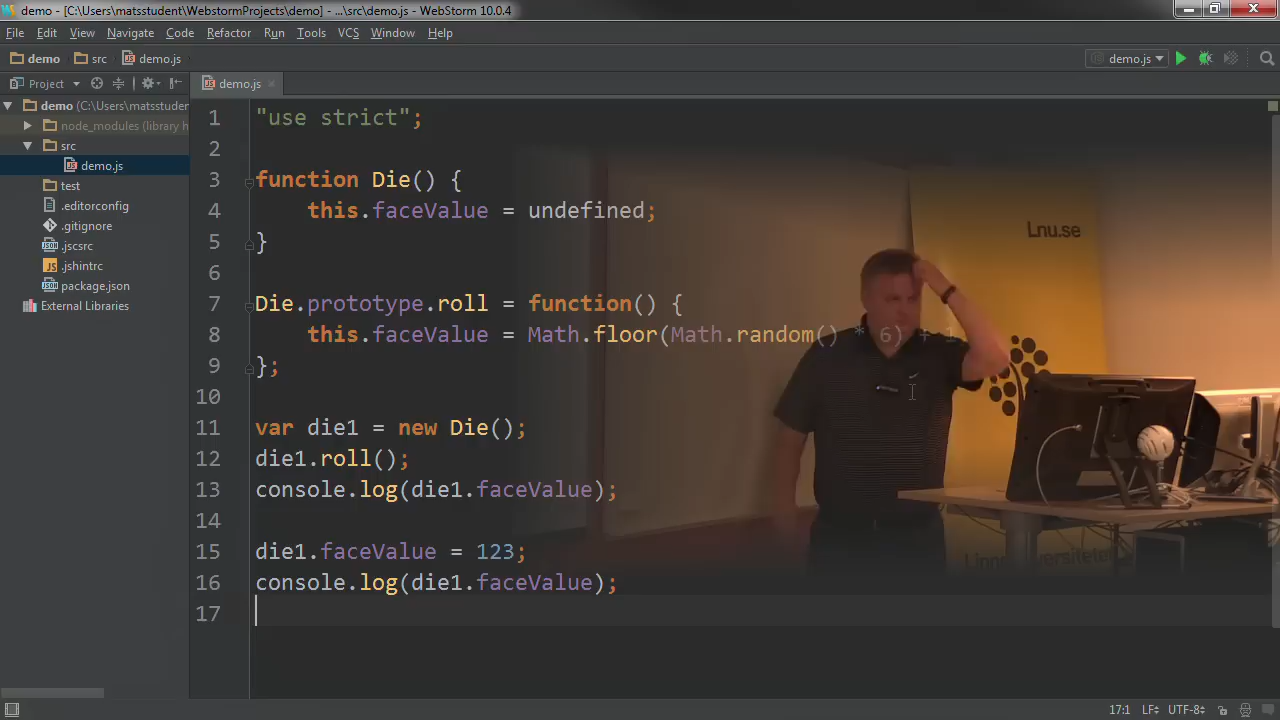 demo - [C:\Users\matsstudent\WebstormProjects\demo] - ...\src\demo.js - WebStorm 10.0.4
File Edit View Navigate Code Refactor Run Tools VCS Window Help
demo src demo.js demo.js
Project demo.js
demo (C:\Users\matsstuden
node_modules (library h
src
demo.js
test
.editorconfig
.gitignore
.jscsrc
.jshintrc
package.json
External Libraries
1 "use strict";
2
3 function Die() {
4 this.faceValue = undefined;
5 }
6
7 Die.prototype.roll = function() {
8 this.faceValue = Math.floor(Math.random() * 6) + 1
9 };
10
11 var die1 = new Die();
12 die1.roll();
13 console.log(die1.faceValue);
14
15 die1.faceValue = 123;
16 console.log(die1.faceValue);
17
Lnu.se
17:1 LF UTF-8